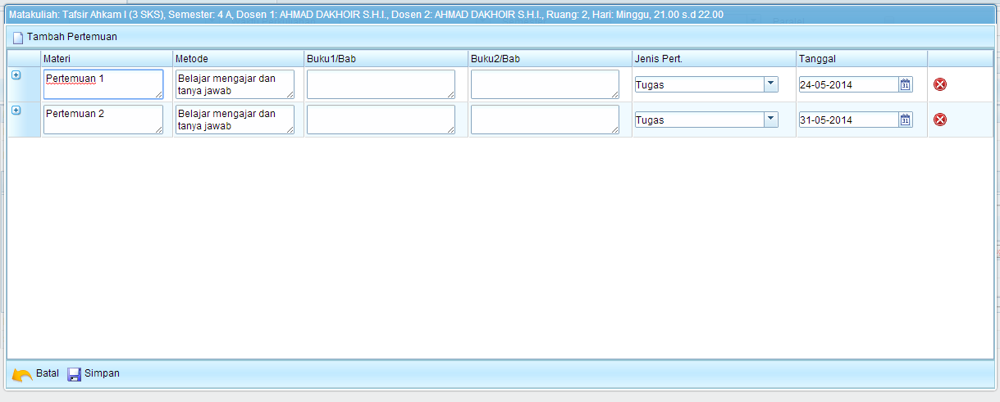 Matakuliah: Tafsir Ahkam I (3 SKS), Semester: 4 A, Dosen 1: AHMAD DAKHOIR S.H.I., Dosen 2: AHMAD DAKHOIR S.H.I., Ruang: 2, Hari: Minggu, 21.00 s.d 22.00
Tambah Pertemuan
Materi Metode Buku1/Bab Buku2/Bab Jenis Pert. Tanggal
Pertemuan 1 Belajar mengajar dan
tanya jawab Tugas 24-05-2014 31
Pertemuan 2 Belajar mengajar dan
tanya jawab Tugas 31-05-2014 31
Batal Simpan